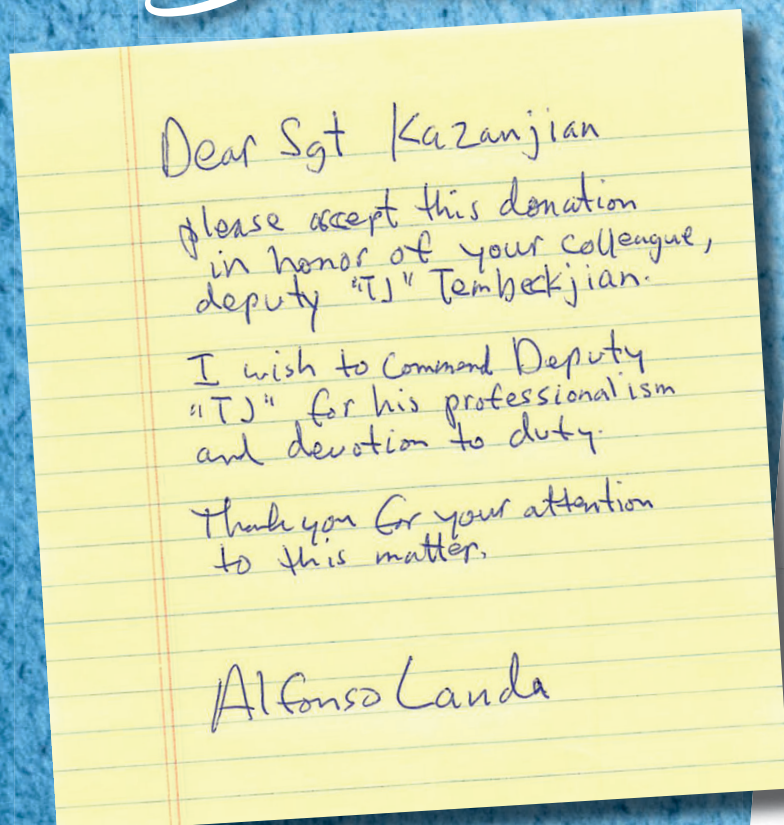 Dear Sgt Kazanjian
please accept this donation
in honor of your colleague,
deputy "TJ" Tembeckjian.
I wish to Commend Deputy
"TJ" for his professionalism
and devotion to duty.
Thank you for your attention
to this matter.
Alfonso Landa